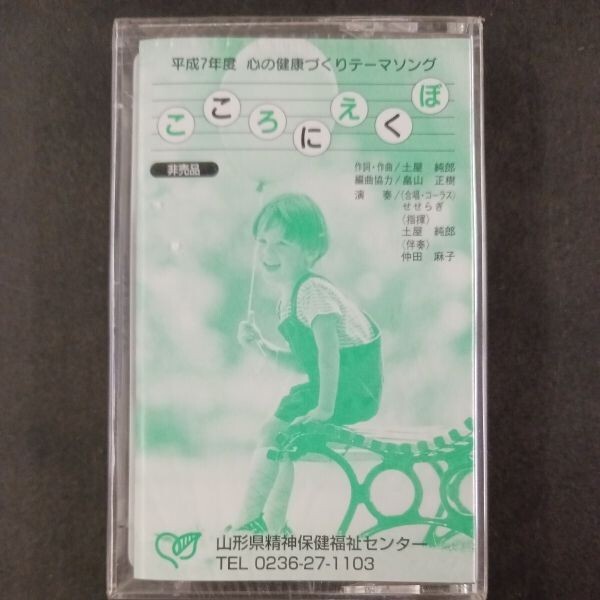 平成7年度 心の健康づくりテーマソング
こころにえくぼ
非売品
作詞・作曲/土屋 純郎
編曲協力/畠山 正樹
演 奏/〈合唱・コーラス〉
せせらぎ
〈指揮〉
土屋 純郎
〈伴奏〉
仲田 麻子
山形県精神保健福祉センター
TEL 0236-27-1103